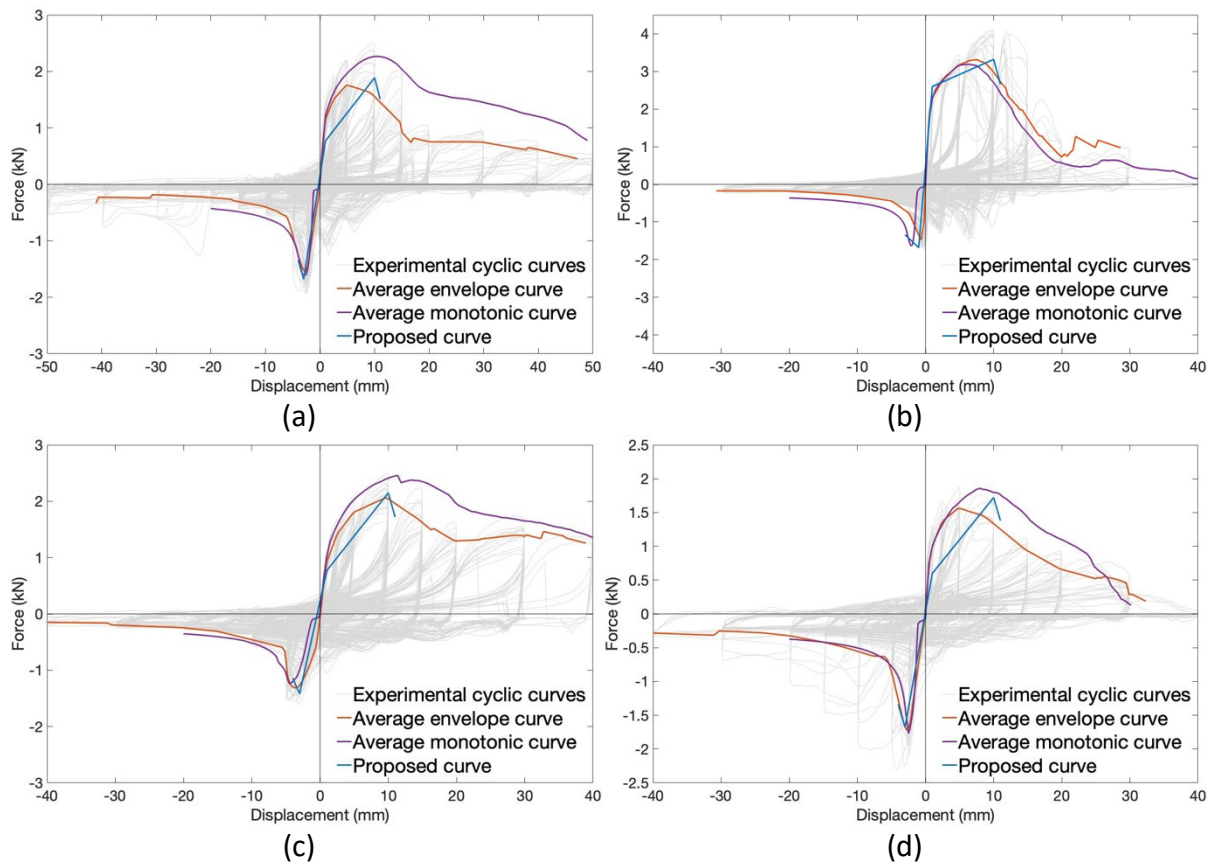 3
2
1
0
-1
-2
-3
Force (kN)
Experimental cyclic curves
Average envelope curve
Average monotonic curve
Proposed curve
-50 -40 -30 -20 -10 0 10 20 30 40 50
Displacement (mm)
(a)
4
3
2
1
0
-1
-2
-3
-4
Force (kN)
Experimental cyclic curves
Average envelope curve
Average monotonic curve
Proposed curve
-40 -30 -20 -10 0 10 20 30 40
Displacement (mm)
(b)
3
2
1
0
-1
-2
-3
Force (kN)
Experimental cyclic curves
Average envelope curve
Average monotonic curve
Proposed curve
-40 -30 -20 -10 0 10 20 30 40
Displacement (mm)
(c)
2.5
2
1.5
1
0.5
0
-0.5
-1
-1.5
-2
2.5
Force (kN)
Experimental cyclic curves
Average envelope curve
Average monotonic curve
Proposed curve
-40 -30 -20 -10 0 10 20 30 40
Displacement (mm)
(d)